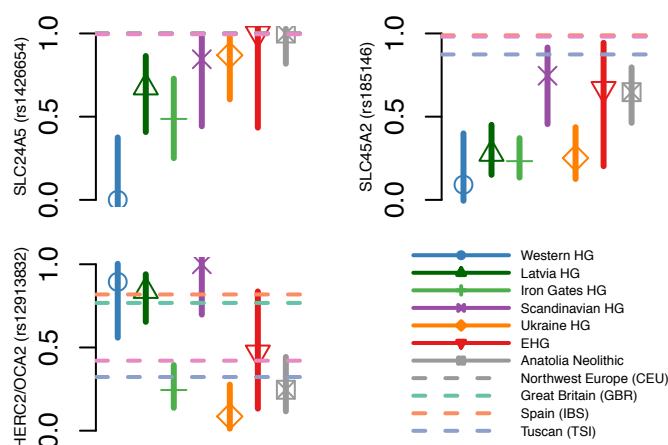 SLC24A5 (rs1426654)
1.0
0.5
0.0
SLC45A2 (rs185146)
1.0
0.5
0.0
HERC2/OCA2 (rs12913832)
1.0
0.5
0.0
Western HG
Latvia HG
Iron Gates HG
Scandinavian HG
Ukraine HG
EHG
Anatolia Neolithic
Northwest Europe (CEU)
Great Britain (GBR)
Spain (IBS)
Tuscan (TSI)